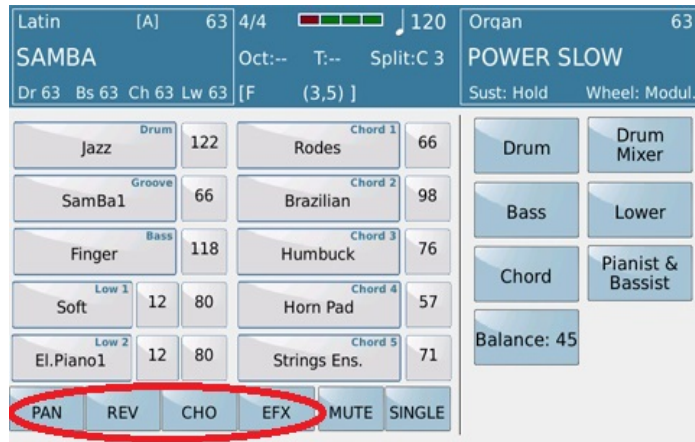 Latin [A] 63 4/4 120 Organ 63
SAMBA Oct:-- T:-- Split:C 3 POWER SLOW
Dr 63 Bs 63 Ch 63 Lw 63 [F (3,5) ] Sust: Hold Wheel: Modul.
Drum
Jazz 122
Chord 1
Rodes 66
Drum
Drum Mixer
Groove
SamBa1 66
Chord 2
Brazilian 98
Bass
Lower
Bass
Finger 118
Chord 3
Humbuck 76
Chord
Pianist &
Bassist
Low 1
Soft 12 80
Chord 4
Horn Pad 57
Balance: 45
Low 2
El.Piano1 12 80
Chord 5
Strings Ens. 71
PAN REV CHO EFX MUTE SINGLE